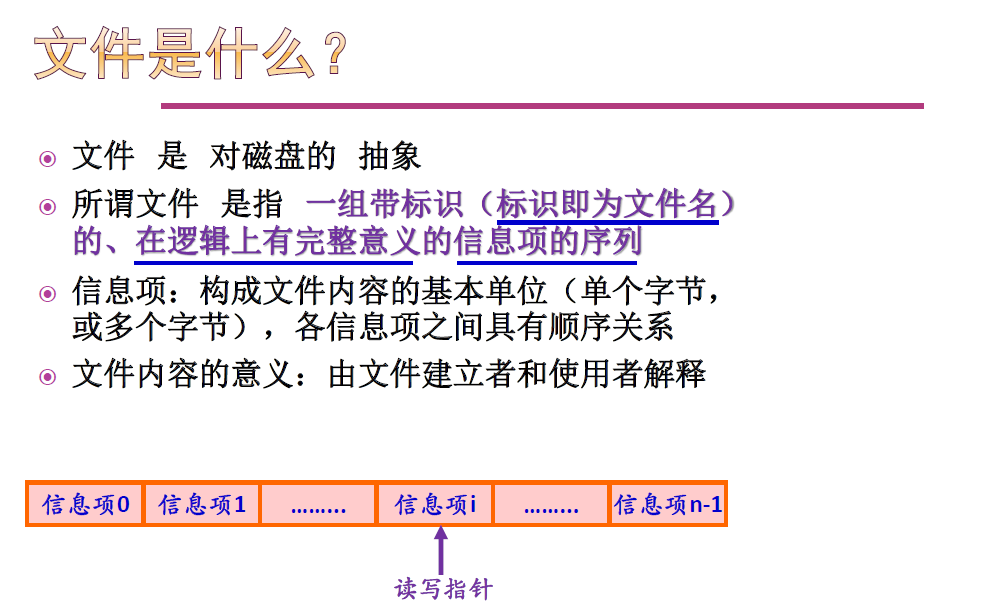 文件是什么？
文件 是 对磁盘的 抽象
所谓文件 是指 一组带标识（标识即为文件名）
的、在逻辑上有完整意义的信息项的序列
信息项：构成文件内容的基本单位（单个字节，
或多个字节），各信息项之间具有顺序关系
文件内容的意义：由文件建立者和使用者解释
信息项0 信息项1 ……... 信息项i ……... 信息项n-1
读写指针